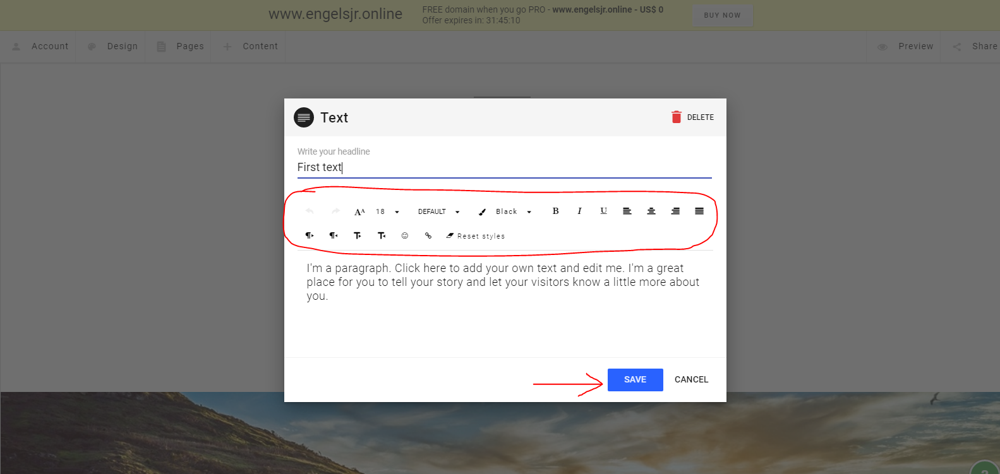 www.engelsjr.online
FREE domain when you go PRO - www.engelsjr.online - US$ 0
Offer expires in: 31:45:10
BUY NOW
Account Design Pages Content Preview Share
Text
DELETE
Write your headline
First text
18 DEFAULT Black B I U
Reset styles
I'm a paragraph. Click here to add your own text and edit me. I'm a great
place for you to tell your story and let your visitors know a little more about
you.
SAVE CANCEL